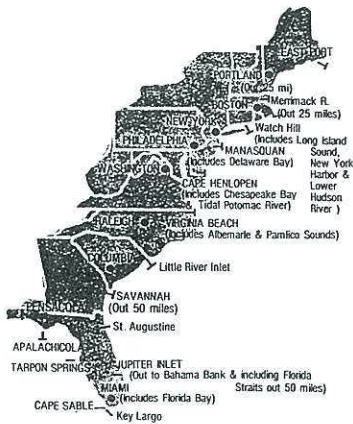 EASTPORT
PORTLAND
(Out 25 mi)
BOSTON
Merrimack R.
(Out 25 miles)
NEW YORK
Watch Hill
(Includes Long Island Sound, New York Harbor & Lower Hudson River)
PHILADELPHIA
MANASQUAN
(Includes Delaware Bay)
WASHINGTON
CAPE HENLOPEN
(Includes Chesapeake Bay
& Tidal Potomac River)
RALEIGH
VIRGINIA BEACH
(Includes Albemarle & Pamlico Sounds)
COLUMBIA
Little River Inlet
SAVANNAH
(Out 50 miles)
PENSACOLA
St. Augustine
APALACHICOLA
TARPON SPRINGS
JUPITER INLET
(Out to Bahama Bank & including Florida
Straits out 50 miles)
MIAMI
(includes Florida Bay)
CAPE SABLE
Key Largo